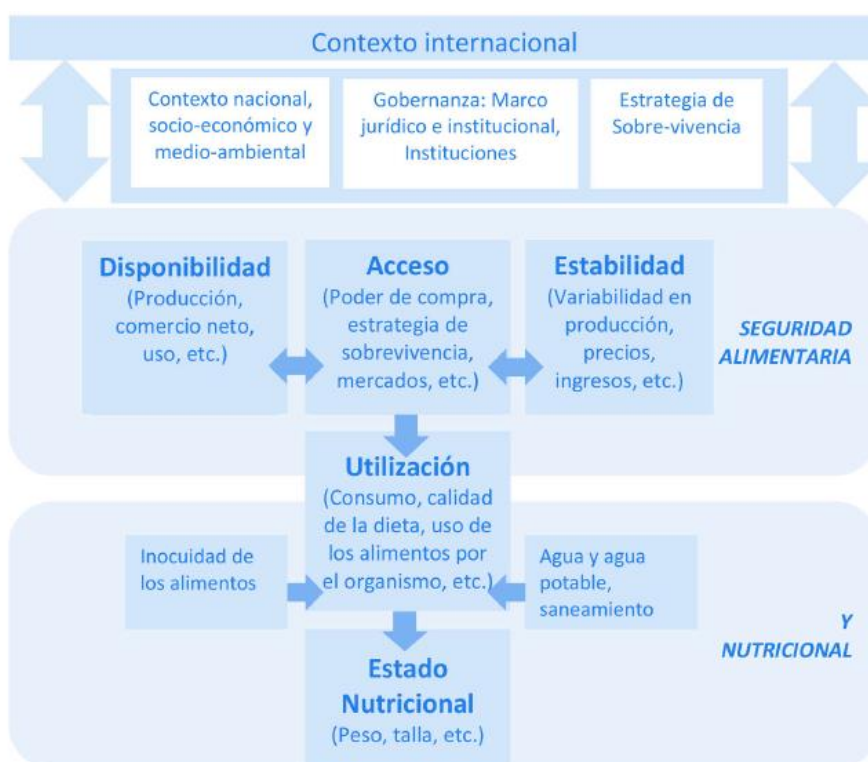 Contexto internacional
Contexto nacional,
socio-económico y
medio-ambiental
Gobernanza: Marco
jurídico e institucional,
Instituciones
Estrategia de
Sobre-vivencia
Disponibilidad
(Producción,
comercio neto,
uso, etc.)
Acceso
(Poder de compra,
estrategia de
sobrevivencia,
mercados, etc.)
Estabilidad
(Variabilidad en
producción,
precios,
ingresos, etc.)
SEGURIDAD
ALIMENTARIA
Utilización
(Consumo, calidad
de la dieta, uso de
los alimentos por
el organismo, etc.)
Inocuidad de
los alimentos
Agua y agua
potable,
saneamiento
Y
NUTRICIONAL
Estado
Nutricional
(Peso, talla, etc.)